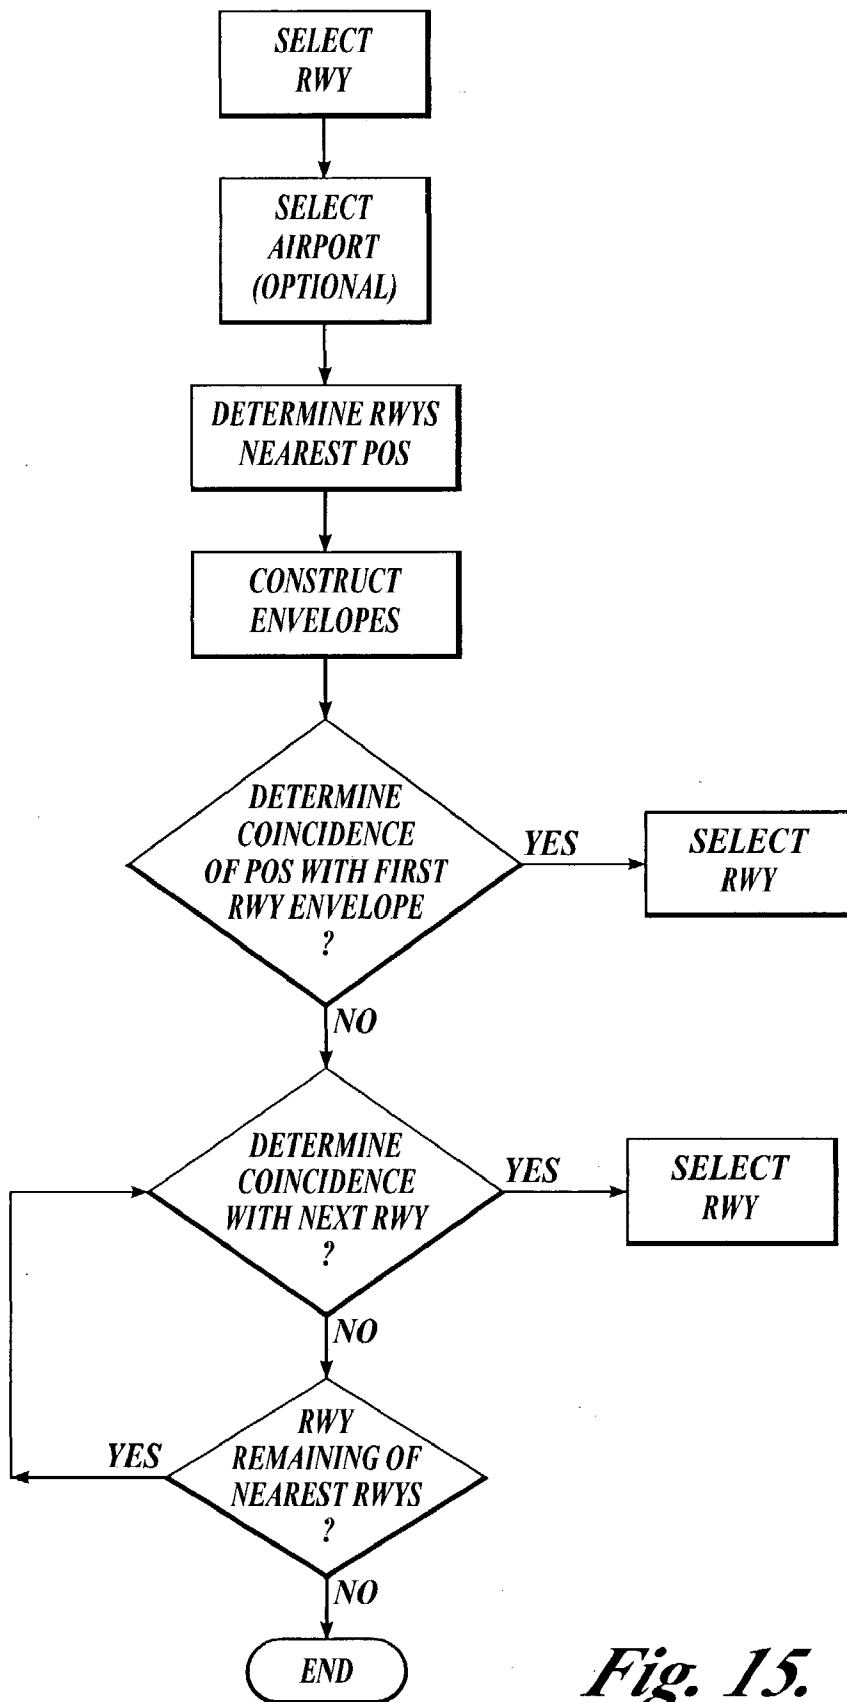 SELECT
RWY
SELECT
AIRPORT
(OPTIONAL)
DETERMINE RWYS
NEAREST POS
CONSTRUCT
ENVELOPES
DETERMINE
COINCIDENCE
OF POS WITH FIRST
RWY ENVELOPE
?
YES
SELECT
RWY
NO
DETERMINE
COINCIDENCE
WITH NEXT RWY
?
YES
SELECT
RWY
NO
RWY
REMAINING OF
NEAREST RWYS
?
YES
NO
END
Fig. 15.